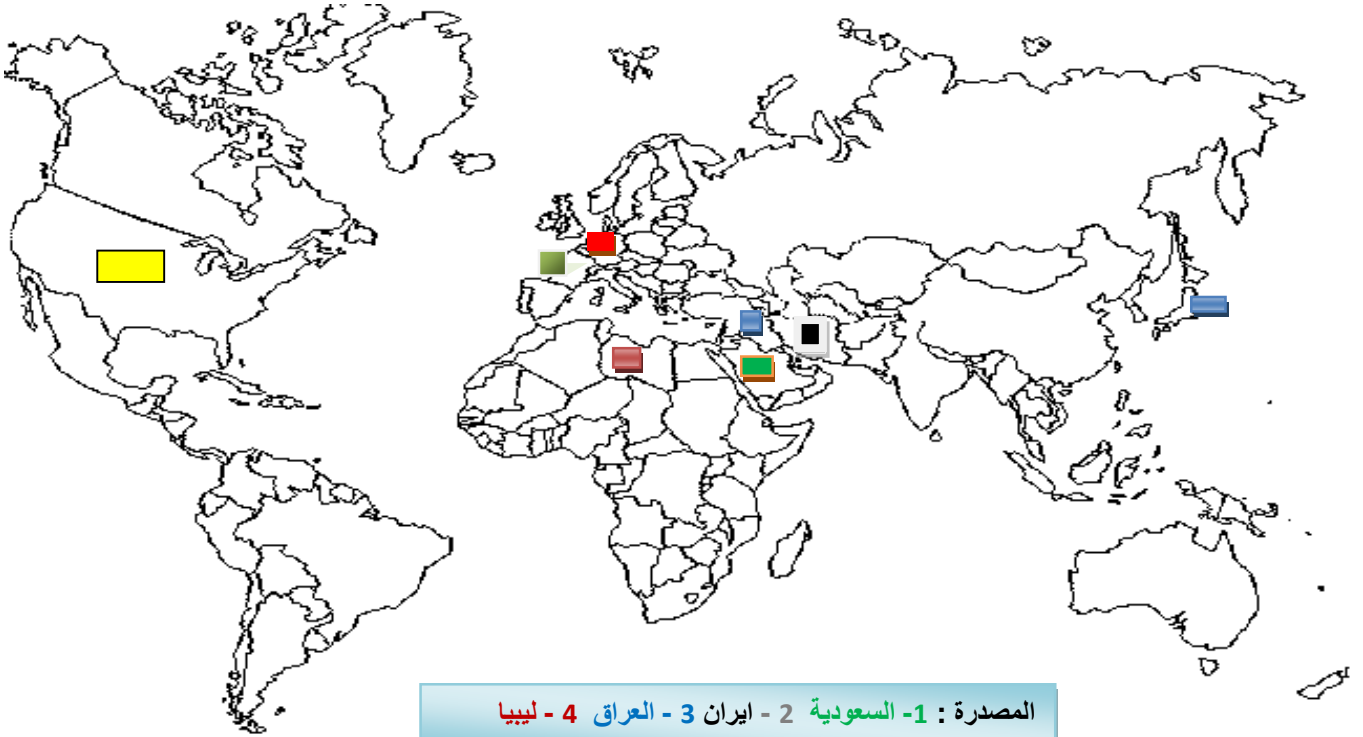 المصدرة : 1- السعودية 2 - ايران 3 - العراق 4 - ليبيا